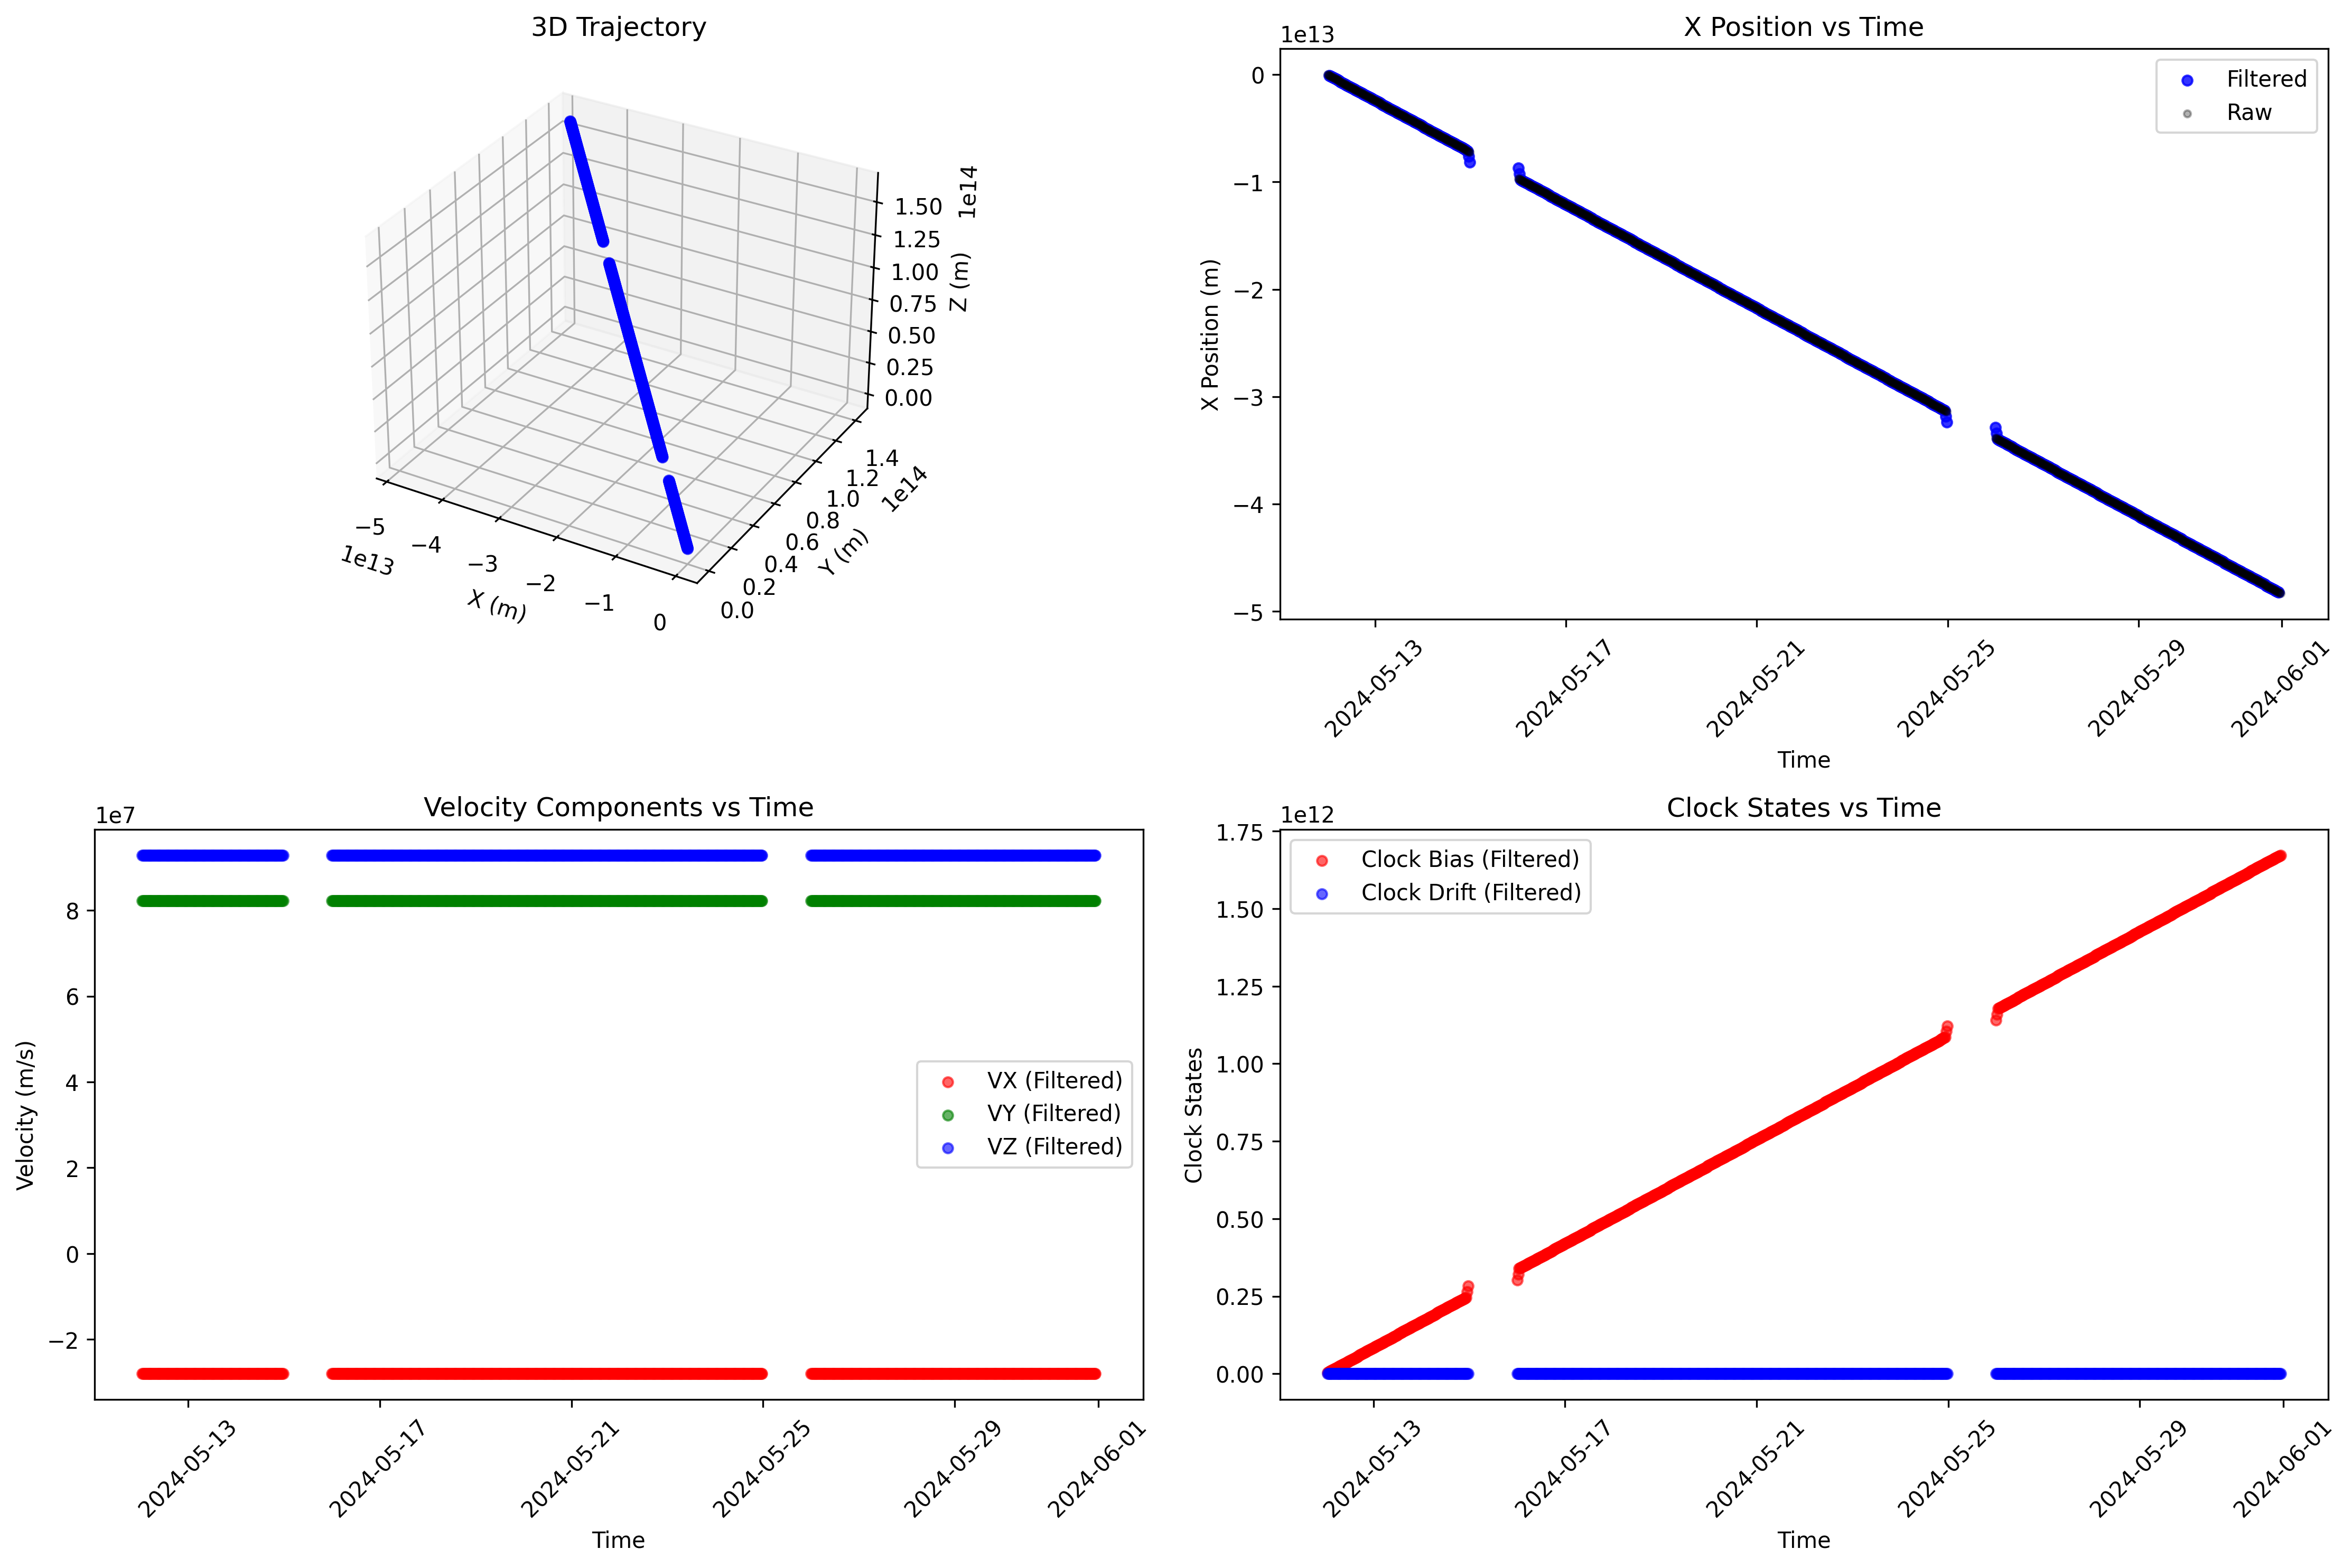 3D Trajectory
1e14
1.50
1.25
1.00
0.75
0.50
0.25
0.00
Z (m)
1.4
1.2
1.0
0.8
0.6
0.4
0.2
0.0
1e14
Y (m)
−5
−4
−3
−2
−1
0
1e13
X (m)
X Position vs Time
1e13
Filtered
Raw
0
−1
−2
−3
−4
−5
X Position (m)
2024-05-13
2024-05-17
2024-05-21
2024-05-25
2024-05-29
2024-06-01
Time
Velocity Components vs Time
1e7
8
6
4
2
0
−2
Velocity (m/s)
VX (Filtered)
VY (Filtered)
VZ (Filtered)
2024-05-13
2024-05-17
2024-05-21
2024-05-25
2024-05-29
2024-06-01
Time
Clock States vs Time
1e12
Clock Bias (Filtered)
Clock Drift (Filtered)
1.75
1.50
1.25
1.00
0.75
0.50
0.25
0.00
Clock States
2024-05-13
2024-05-17
2024-05-21
2024-05-25
2024-05-29
2024-06-01
Time